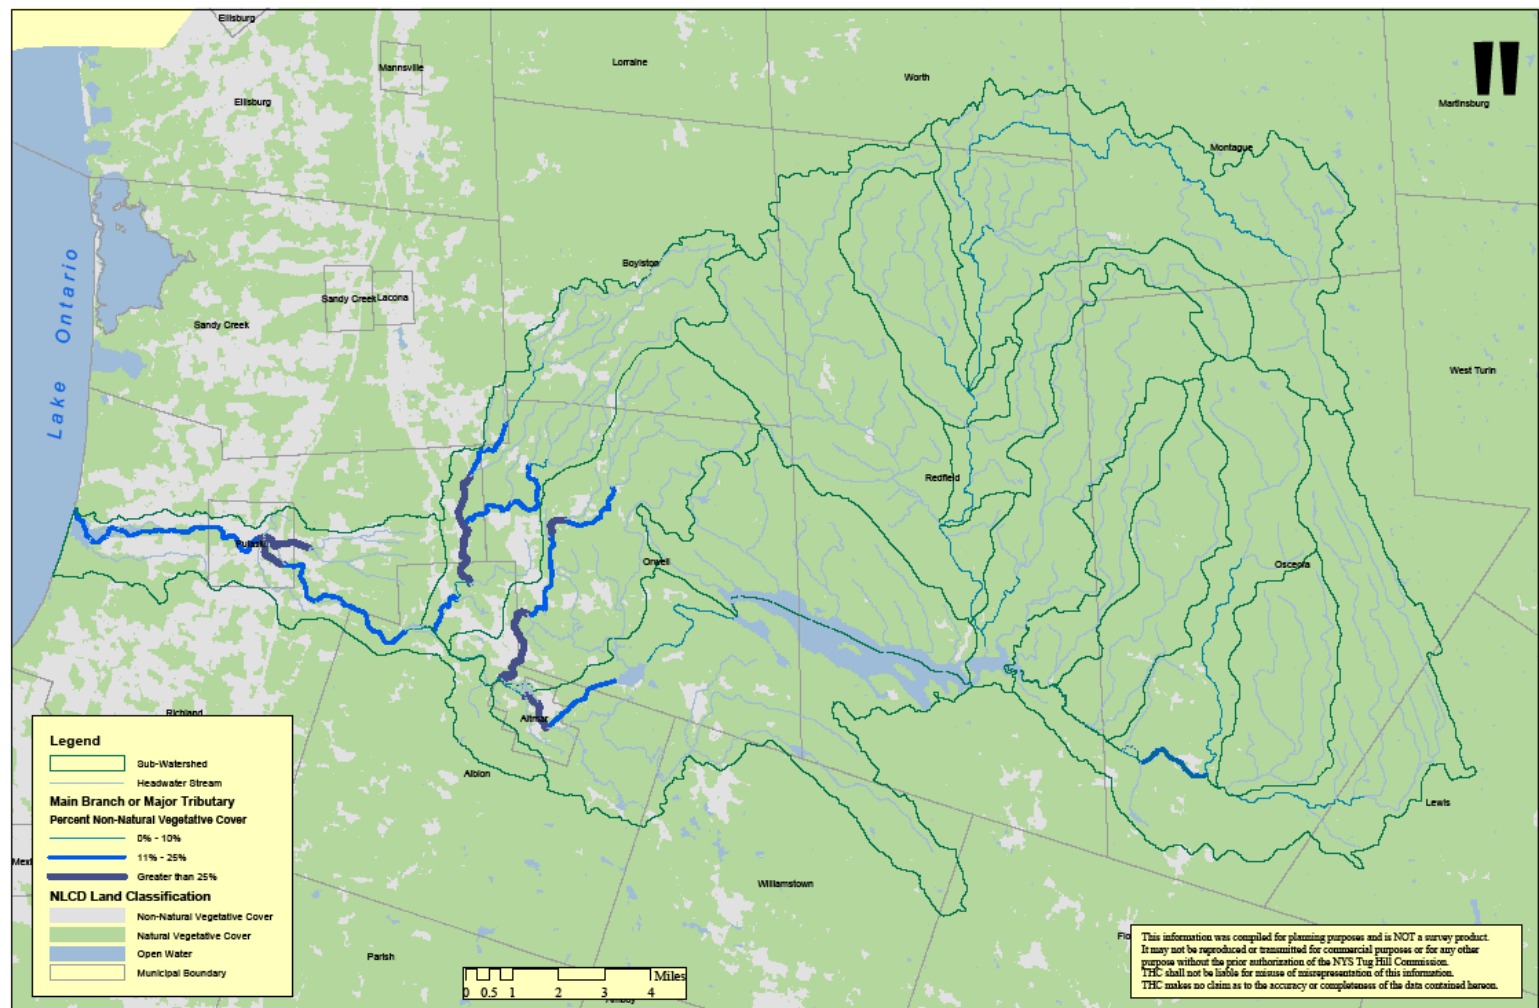 Ellisburg
Lorraine
Worth
Mannsville
Ellisburg
Martinsburg
Montague
Boylston
Sandy Creek
Lacona
Lake Ontario
Sandy Creek
West Turin
Redfield
Pulaski
Orwell
Osceola
Richland
Altmar
Albion
Lewis
Williamstown
Parish
Legend
Sub-Watershed
Headwater Stream
Main Branch or Major Tributary
Percent Non-Natural Vegetative Cover
0% - 10%
11% - 25%
Greater than 25%
NLCD Land Classification
Non-Natural Vegetative Cover
Natural Vegetative Cover
Open Water
Municipal Boundary
Miles
0 0.5 1 2 3 4
This information was compiled for planning purposes and is NOT a survey product.
It may not be reproduced or transmitted for commercial purposes or for any other
purpose without the prior authorization of the NYS Tug Hill Commission.
THC shall not be liable for misuse of misrepresentation of this information.
THC makes no claim as to the accuracy or completeness of the data contained hereon.